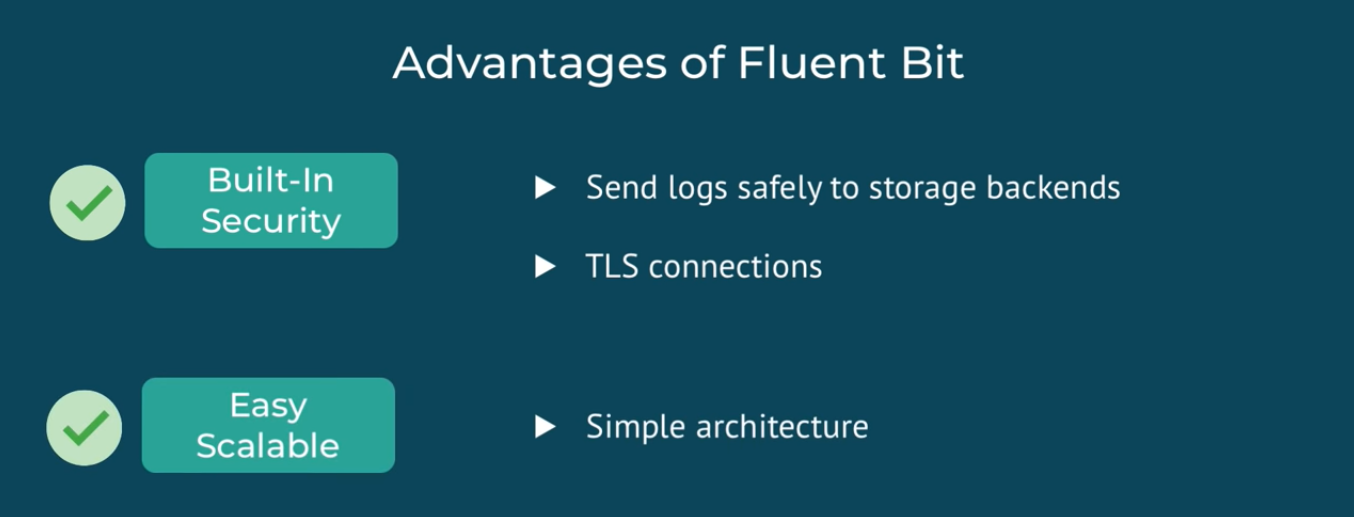 Advantages of Fluent Bit
Built-In
Security
Send logs safely to storage backends
TLS connections
Easy
Scalable
Simple architecture